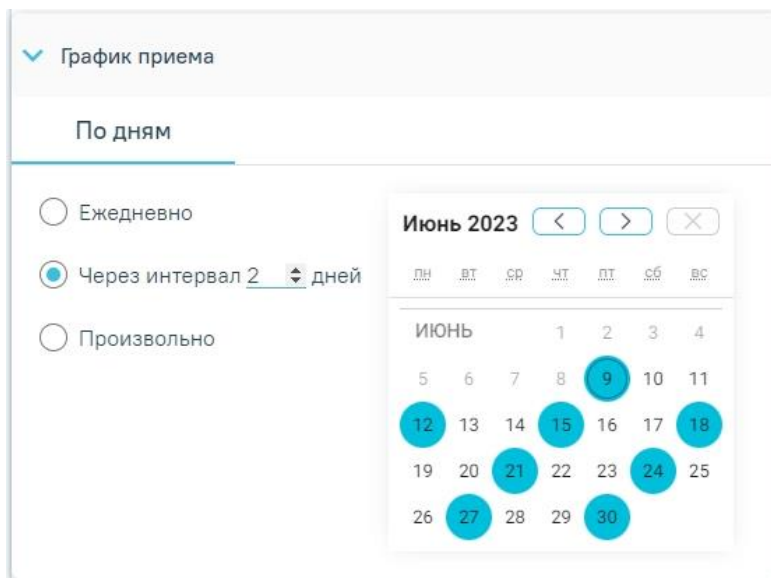 График приема
По дням
Ежедневно
Через интервал 2 дней
Произвольно
Июнь 2023
пн вт ср чт пт сб вс
ИЮНЬ 1 2 3 4
5 6 7 8 9 10 11
12 13 14 15 16 17 18
19 20 21 22 23 24 25
26 27 28 29 30